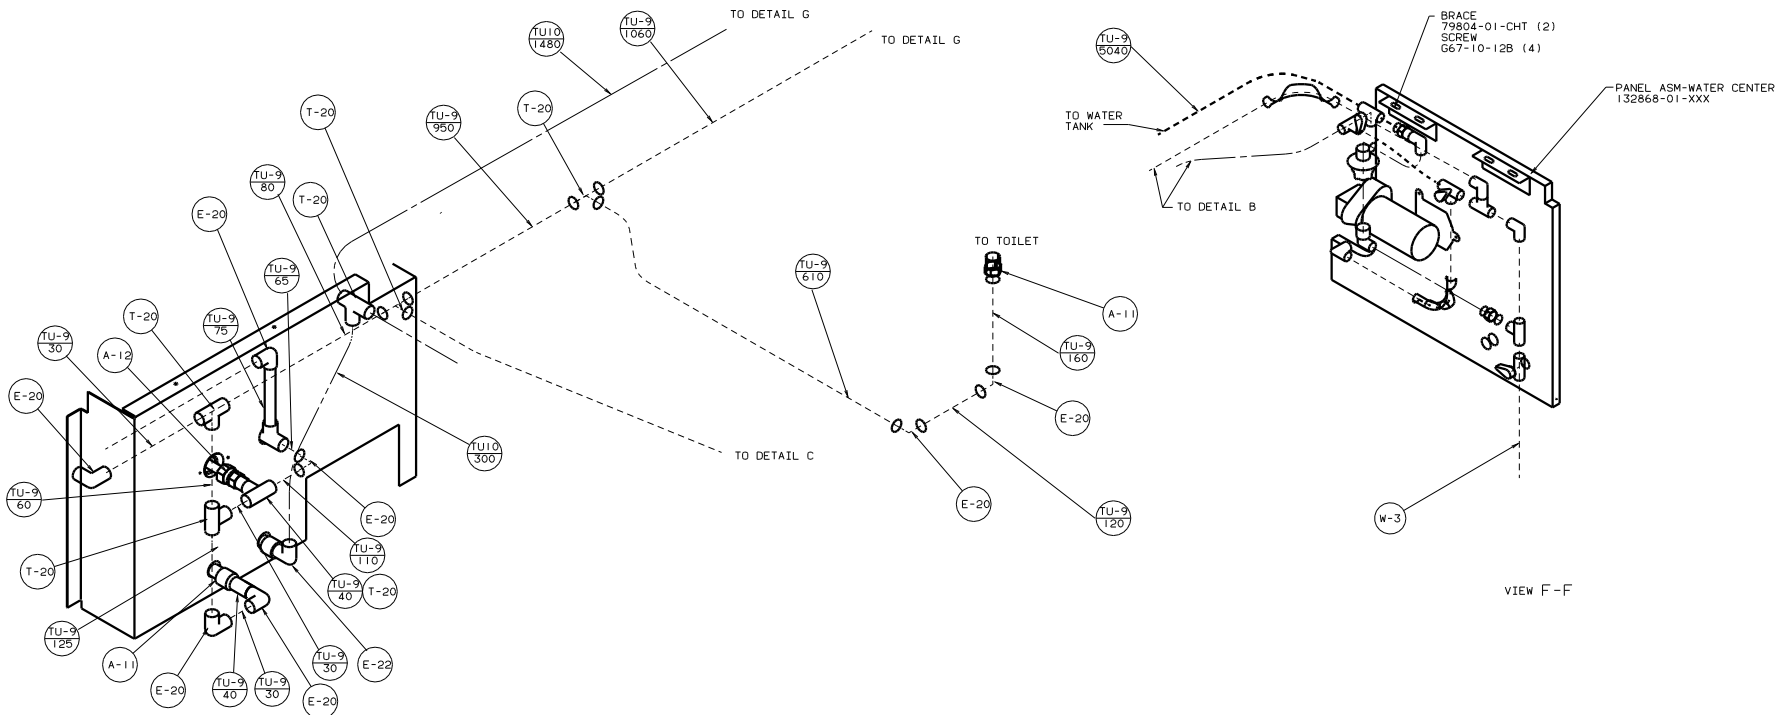 TO DETAIL G
TU10
1480
TU-9
1060
TO DETAIL G
T-20
TU-9
950
T-20
TU-9
80
T-20
E-20
TU-9
65
T-20
TU-9
75
TU-9
30
A-12
E-20
TU-9
60
T-20
TU-9
125
A-11
E-20
TU-9
40
TU-9
30
E-20
TU-9
30
E-22
TU-9
40
T-20
TU-9
110
E-20
TU10
300
TO DETAIL C
TU-9
610
TO TOILET
A-11
TU-9
160
E-20
E-20
TU-9
120
TU-9
5040
TO WATER
TANK
TO DETAIL B
BRACE
79804-01-CHT (2)
SCREW
G67-10-12B (4)
PANEL ASM-WATER CENTER
132868-01-XXX
W-3
VIEW F-F